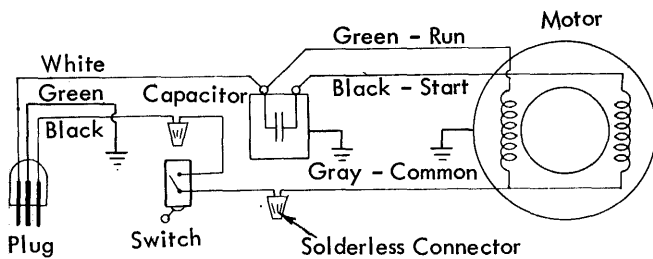 Motor
Green - Run
White
Green
Capacitor
Black - Start
Black
Gray - Common
Plug
Switch
Solderless Connector